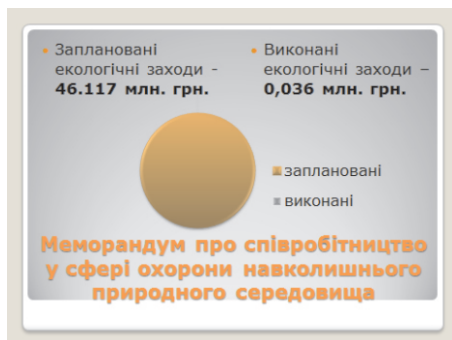 • Заплановані
екологічні заходи -
46.117 млн. грн.
• Виконані
екологічні заходи –
0,036 млн. грн.
заплановані
виконані
Меморандум про співробітництво
у сфері охорони навколишнього
природного середовища